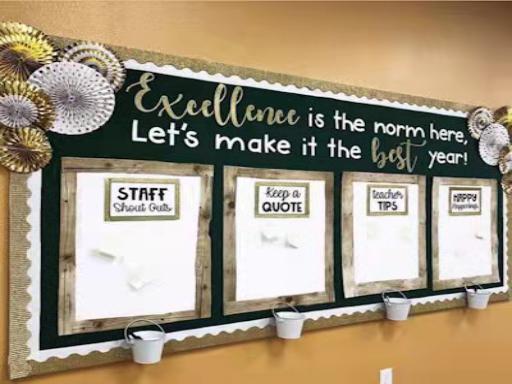 Excellence is the norm here,
Let's make it the best year!
STAFF
Shout Outs
Keep a
QUOTE
teacher
TIPS
HAPPY
Happenings